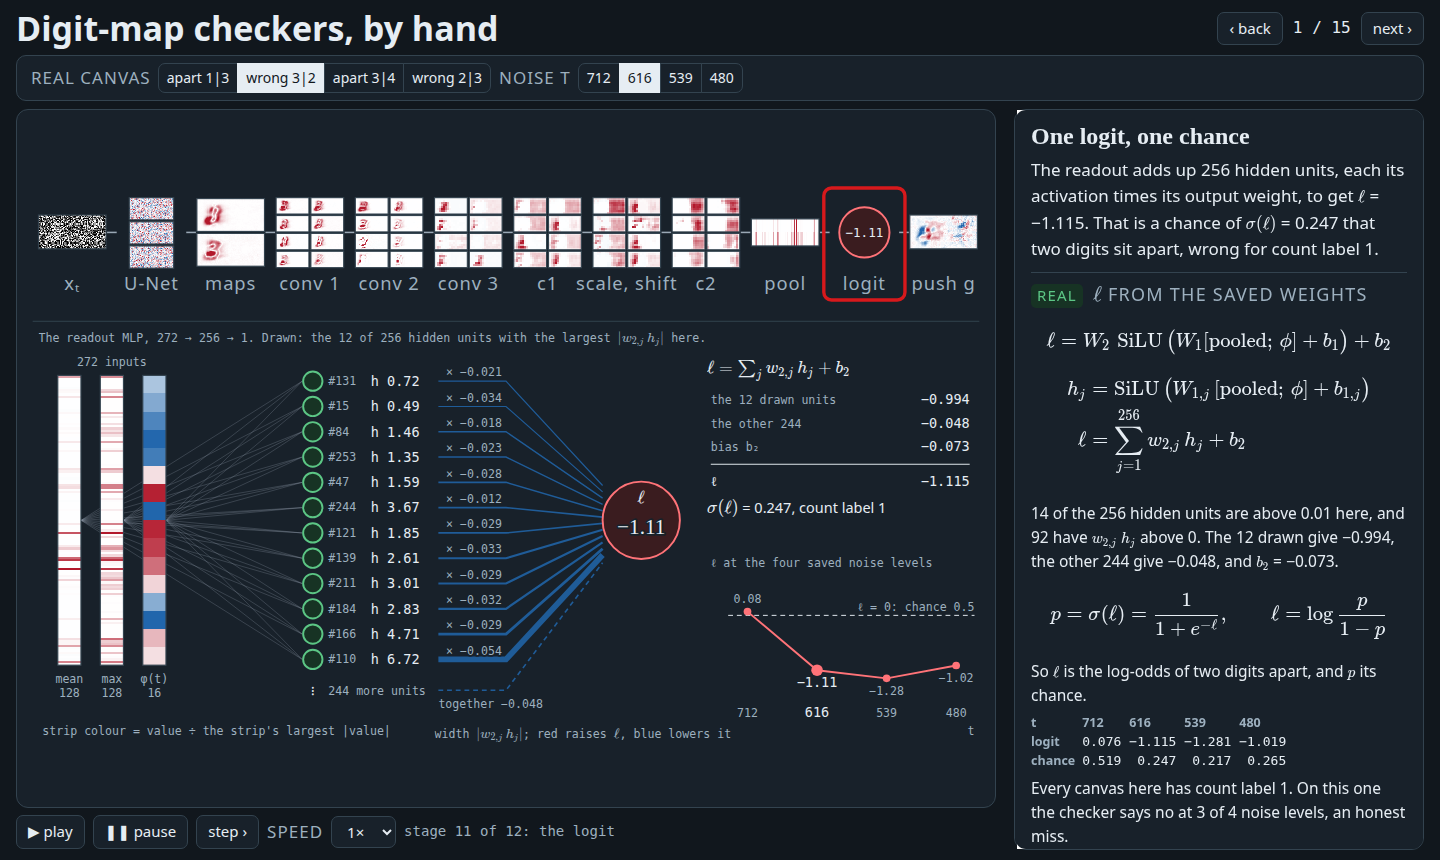 Digit-map checkers, by hand
‹ back 1 / 15 next ›
REAL CANVAS apart 1|3 wrong 3|2 apart 3|4 wrong 2|3 NOISE T 712 616 539 480
−1.11
xₜ U-Net maps conv 1 conv 2 conv 3 c1 scale, shift c2 pool logit push g
The readout MLP, 272 → 256 → 1. Drawn: the 12 of 256 hidden units with the largest |w₂,ⱼ hⱼ| here.
272 inputs
#131 h 0.72 × −0.021
#15 h 0.49 × −0.034
#84 h 1.46 × −0.018
#253 h 1.35 × −0.023
#47 h 1.59 × −0.028
#244 h 3.67 × −0.012
#121 h 1.85 × −0.029
#139 h 2.61 × −0.033
#211 h 3.01 × −0.029
#184 h 2.83 × −0.032
#166 h 4.71 × −0.029
#110 h 6.72 × −0.054
⋮ 244 more units
together −0.048
mean 128
max 128
φ(t) 16
strip colour = value ÷ the strip's largest |value|
width |w₂,ⱼ hⱼ|; red raises ℓ, blue lowers it
ℓ
−1.11
ℓ = ∑ⱼ w₂,ⱼ hⱼ + b₂
the 12 drawn units −0.994
the other 244 −0.048
bias b₂ −0.073
ℓ −1.115
σ(ℓ) = 0.247, count label 1
ℓ at the four saved noise levels
0.08
ℓ = 0: chance 0.5
−1.11
−1.28
−1.02
712 616 539 480
t
▶ play ❚❚ pause step › SPEED 1× stage 11 of 12: the logit
One logit, one chance
The readout adds up 256 hidden units, each its
activation times its output weight, to get ℓ =
−1.115. That is a chance of σ(ℓ) = 0.247 that
two digits sit apart, wrong for count label 1.
REAL ℓ FROM THE SAVED WEIGHTS
ℓ = W₂ SiLU (W₁[pooled; ϕ] + b₁) + b₂
hⱼ = SiLU (W₁,ⱼ [pooled; ϕ] + b₁,ⱼ)
ℓ = ∑_{j=1}^{256} w₂,ⱼ hⱼ + b₂
14 of the 256 hidden units are above 0.01 here, and
92 have w₂,ⱼ hⱼ above 0. The 12 drawn give −0.994,
the other 244 give −0.048, and b₂ = −0.073.
p = σ(ℓ) = 1 / (1 + e^{−ℓ}), ℓ = log p / (1 − p)
So ℓ is the log-odds of two digits apart, and p its
chance.
t 712 616 539 480
logit 0.076 −1.115 −1.281 −1.019
chance 0.519 0.247 0.217 0.265
Every canvas here has count label 1. On this one
the checker says no at 3 of 4 noise levels, an honest
miss.